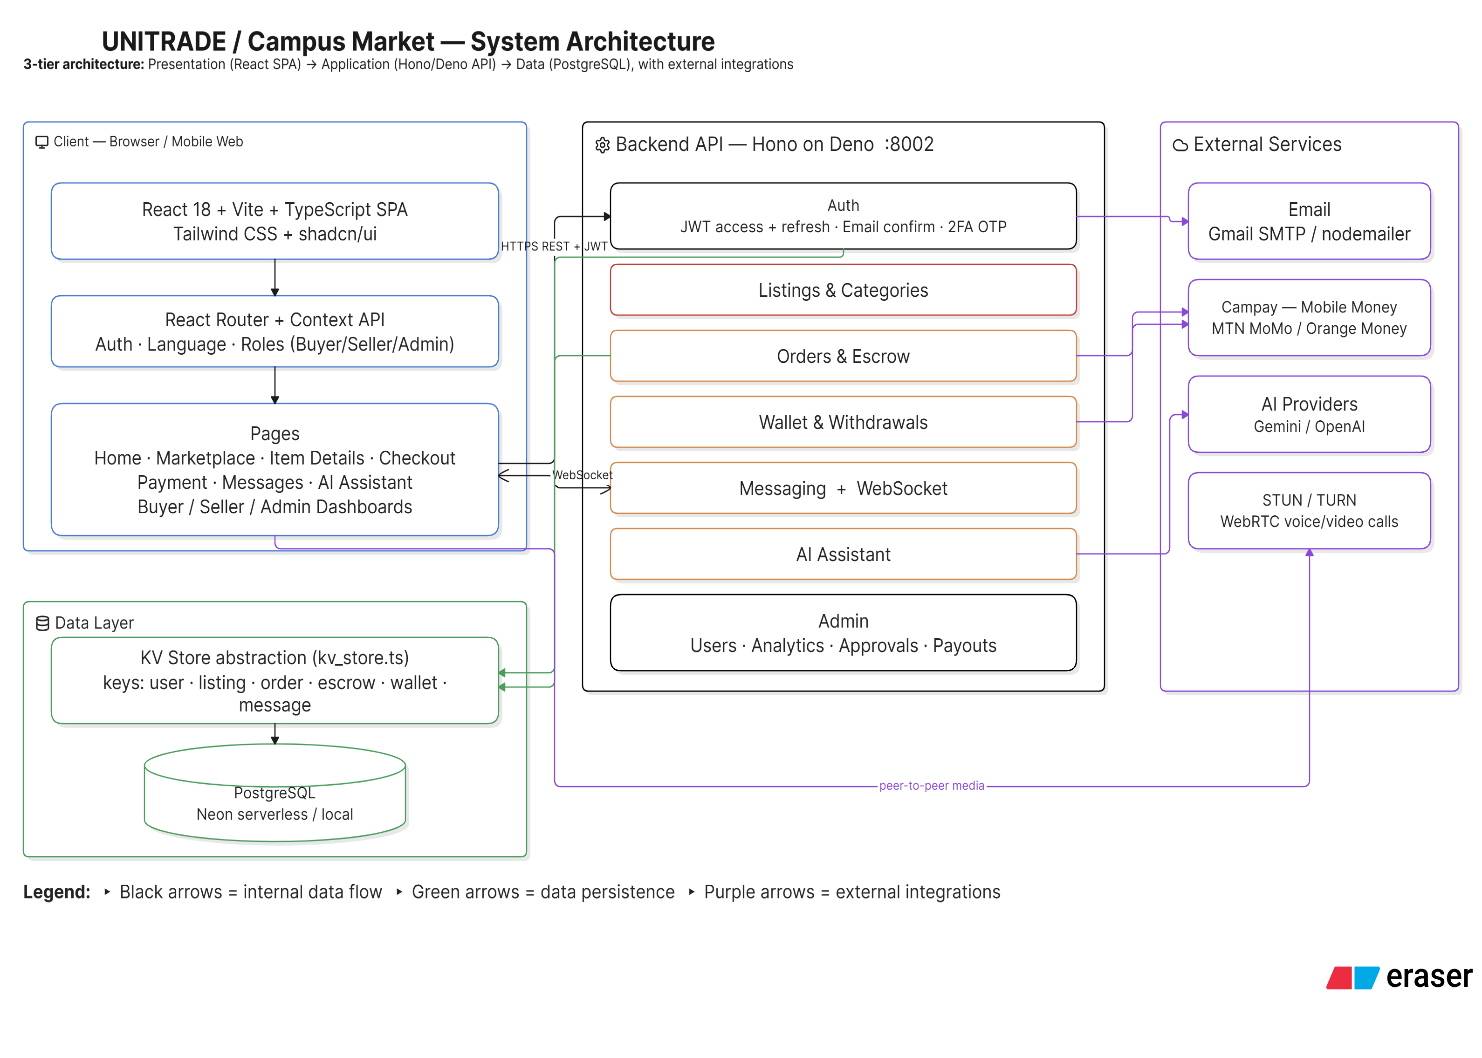 UNITRADE / Campus Market — System Architecture
3-tier architecture: Presentation (React SPA) → Application (Hono/Deno API) → Data (PostgreSQL), with external integrations
Client — Browser / Mobile Web
React 18 + Vite + TypeScript SPA
Tailwind CSS + shadcn/ui
React Router + Context API
Auth · Language · Roles (Buyer/Seller/Admin)
Pages
Home · Marketplace · Item Details · Checkout
Payment · Messages · AI Assistant
Buyer / Seller / Admin Dashboards
HTTPS REST + JWT
WebSocket
Backend API — Hono on Deno :8002
Auth
JWT access + refresh · Email confirm · 2FA OTP
Listings & Categories
Orders & Escrow
Wallet & Withdrawals
Messaging + WebSocket
AI Assistant
Admin
Users · Analytics · Approvals · Payouts
External Services
Email
Gmail SMTP / nodemailer
Campay — Mobile Money
MTN MoMo / Orange Money
AI Providers
Gemini / OpenAI
STUN / TURN
WebRTC voice/video calls
Data Layer
KV Store abstraction (kv_store.ts)
keys: user · listing · order · escrow · wallet ·
message
PostgreSQL
Neon serverless / local
peer-to-peer media
Legend: ‣ Black arrows = internal data flow ‣ Green arrows = data persistence ‣ Purple arrows = external integrations
eraser